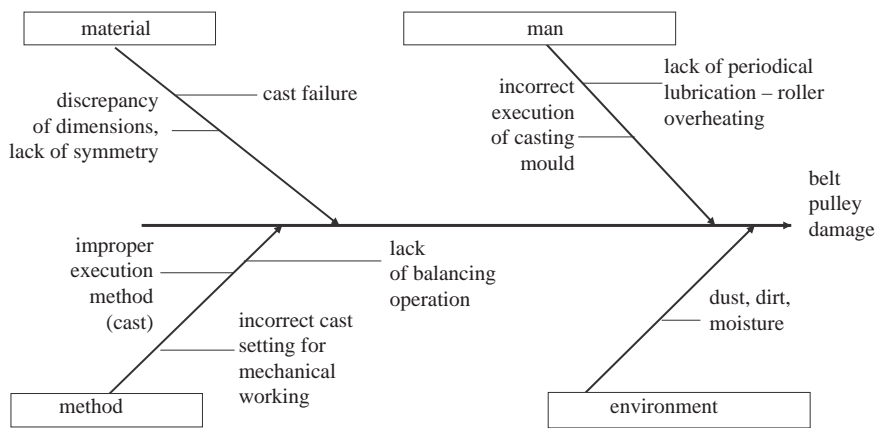 material
man
cast failure
discrepancy
of dimensions,
lack of symmetry
incorrect
execution
of casting
mould
lack of periodical
lubrication – roller
overheating
belt
pulley
damage
improper
execution
method
(cast)
lack
of balancing
operation
incorrect cast
setting for
mechanical
working
dust, dirt,
moisture
method
environment